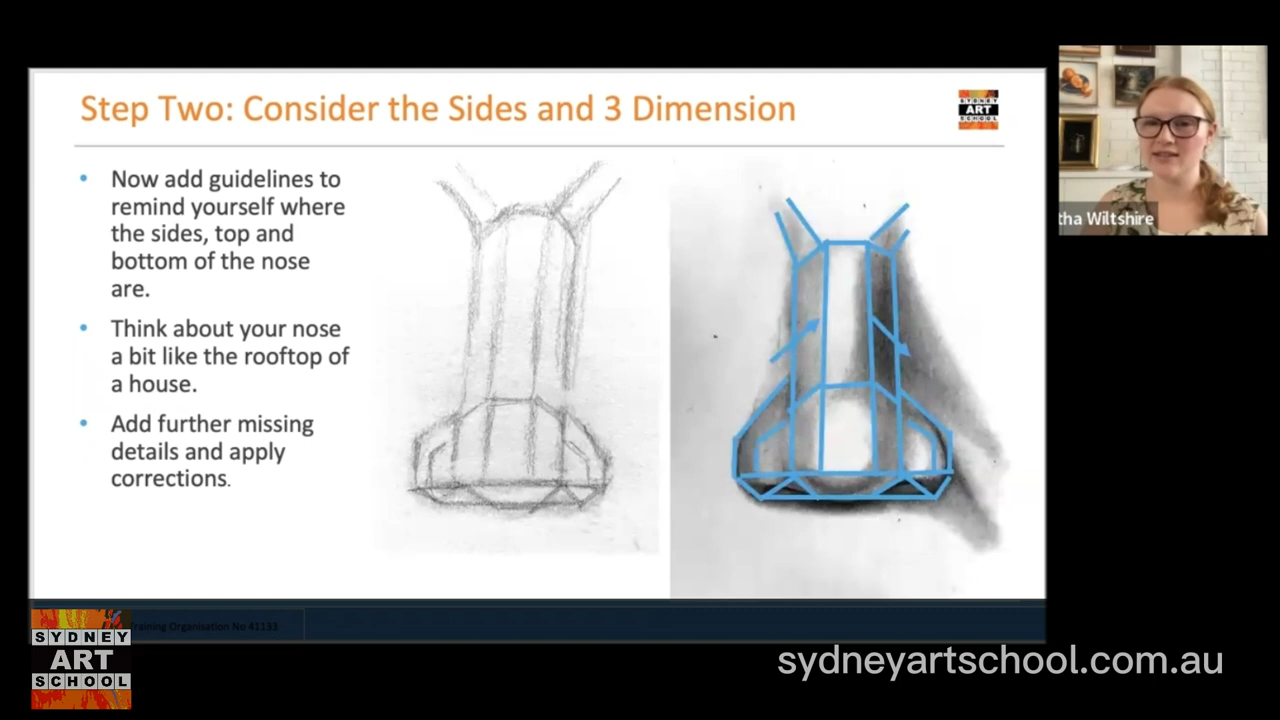 Step Two: Consider the Sides and 3 Dimension
SYDNEY
ART
SCHOOL
Now add guidelines to
remind yourself where
the sides, top and
bottom of the nose
are.
Think about your nose
a bit like the rooftop of
a house.
Add further missing
details and apply
corrections.
tha Wiltshire
raining Organisation No 41133
SYDNEY
ART
SCHOOL
sydneyartschool.com.au